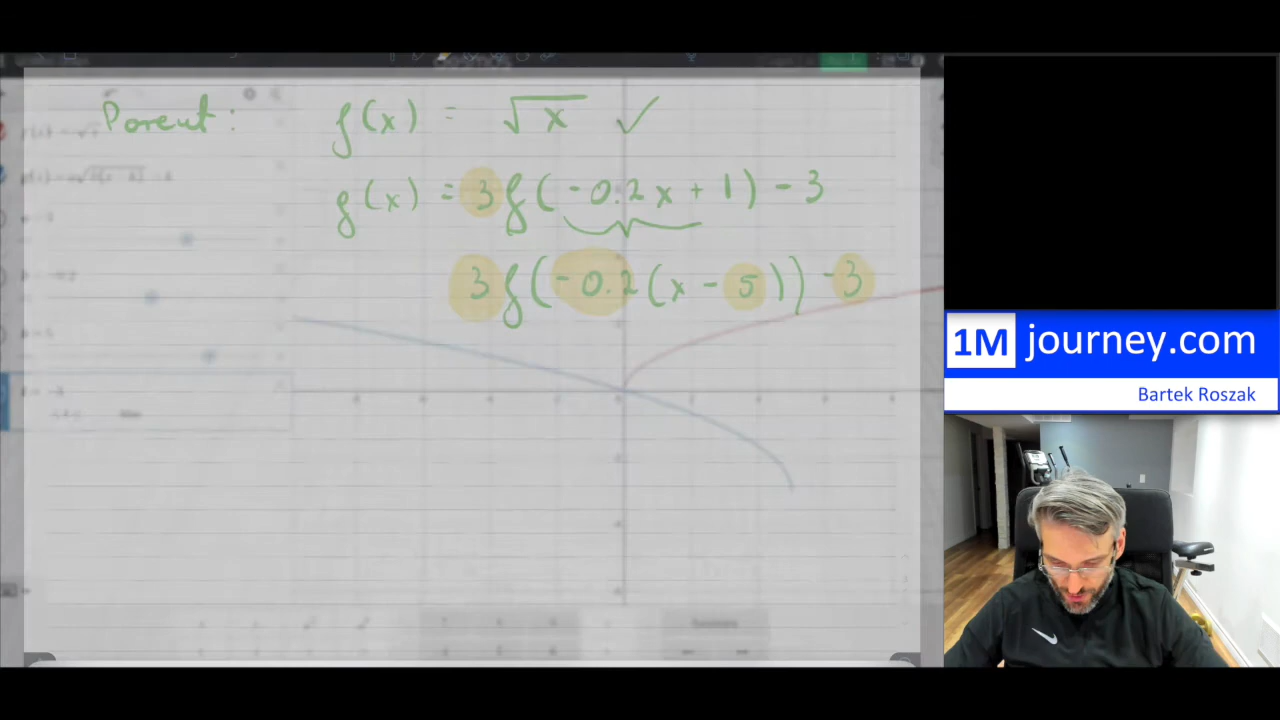 Parent: f(x) = √x ✓
g(x) = 3f(-0.2x + 1) - 3
3f(-0.2(x - 5)) - 3
1M journey.com
Bartek Roszak